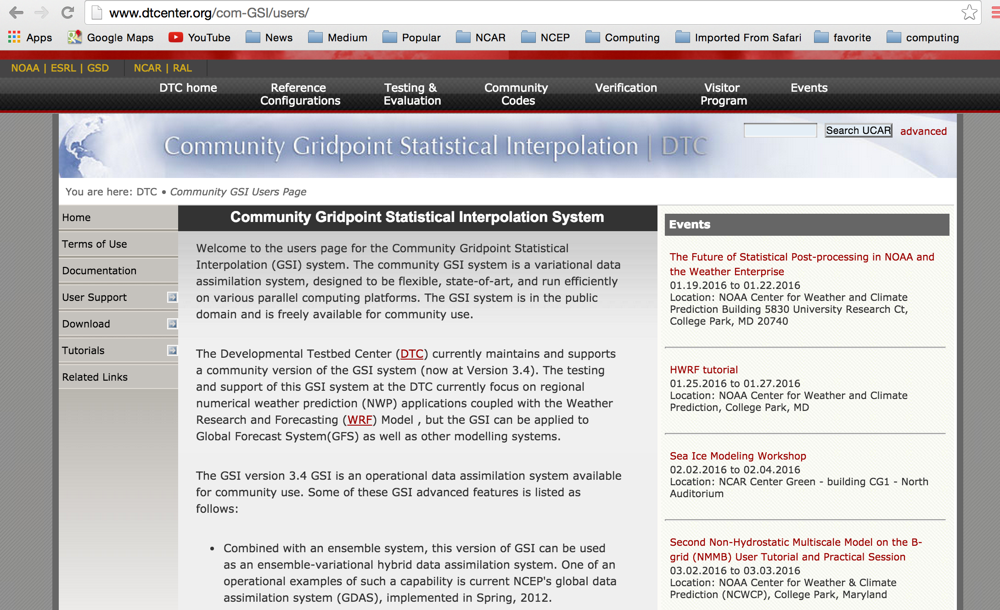 www.dtcenter.org/com-GSI/users/
Apps Google Maps YouTube News Medium Popular NCAR NCEP Computing Imported From Safari favorite computing
NOAA | ESRL | GSD NCAR | RAL
DTC home Reference Configurations Testing & Evaluation Community Codes Verification Visitor Program Events
Community Gridpoint Statistical Interpolation | DTC
Search UCAR advanced
You are here: DTC • Community GSI Users Page
Home
Terms of Use
Documentation
User Support
Download
Tutorials
Related Links
Community Gridpoint Statistical Interpolation System
Welcome to the users page for the Community Gridpoint Statistical
Interpolation (GSI) system. The community GSI system is a variational data
assimilation system, designed to be flexible, state-of-art, and run efficiently
on various parallel computing platforms. The GSI system is in the public
domain and is freely available for community use.
The Developmental Testbed Center (DTC) currently maintains and supports
a community version of the GSI system (now at Version 3.4). The testing
and support of this GSI system at the DTC currently focus on regional
numerical weather prediction (NWP) applications coupled with the Weather
Research and Forecasting (WRF) Model , but the GSI can be applied to
Global Forecast System(GFS) as well as other modelling systems.
The GSI version 3.4 GSI is an operational data assimilation system available
for community use. Some of these GSI advanced features is listed as
follows:
• Combined with an ensemble system, this version of GSI can be used
as an ensemble-variational hybrid data assimilation system. One of an
operational examples of such a capability is current NCEP's global data
assimilation system (GDAS), implemented in Spring, 2012.
Events
The Future of Statistical Post-processing in NOAA and
the Weather Enterprise
01.19.2016 to 01.22.2016
Location: NOAA Center for Weather and Climate
Prediction Building 5830 University Research Ct,
College Park, MD 20740
HWRF tutorial
01.25.2016 to 01.27.2016
Location: NOAA Center for Weather and Climate
Prediction, College Park, MD
Sea Ice Modeling Workshop
02.02.2016 to 02.04.2016
Location: NCAR Center Green - building CG1 - North
Auditorium
Second Non-Hydrostatic Multiscale Model on the B-
grid (NMMB) User Tutorial and Practical Session
03.02.2016 to 03.03.2016
Location: NOAA Center for Weather & Climate
Prediction (NCWCP), College Park, Maryland